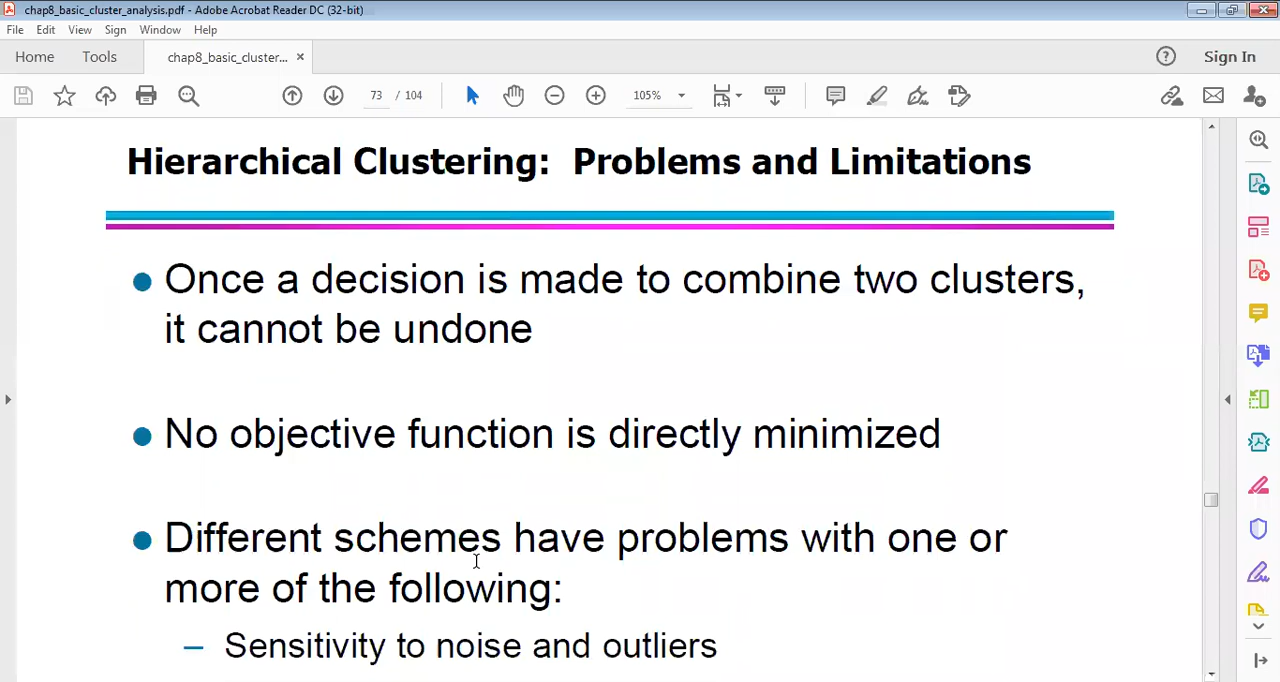 chap8_basic_cluster_analysis.pdf - Adobe Acrobat Reader DC (32-bit)
File Edit View Sign Window Help
Home Tools chap8_basic_cluster... × ? Sign In
73 / 104 105%
Hierarchical Clustering: Problems and Limitations
● Once a decision is made to combine two clusters,
it cannot be undone
● No objective function is directly minimized
● Different schemes have problems with one or
more of the following:
– Sensitivity to noise and outliers